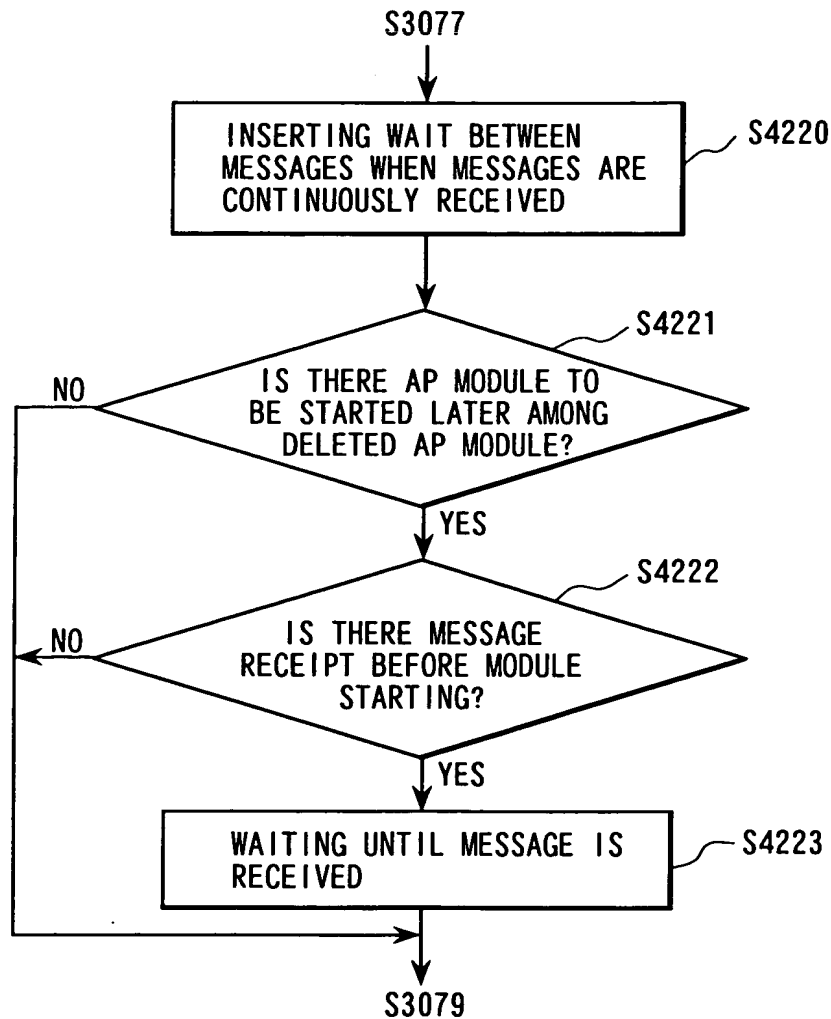 S3077
INSERTING WAIT BETWEEN
MESSAGES WHEN MESSAGES ARE
CONTINUOUSLY RECEIVED
S4220
S4221
IS THERE AP MODULE TO
BE STARTED LATER AMONG
DELETED AP MODULE?
NO
YES
S4222
IS THERE MESSAGE
RECEIPT BEFORE MODULE
STARTING?
NO
YES
WAITING UNTIL MESSAGE IS
RECEIVED
S4223
S3079